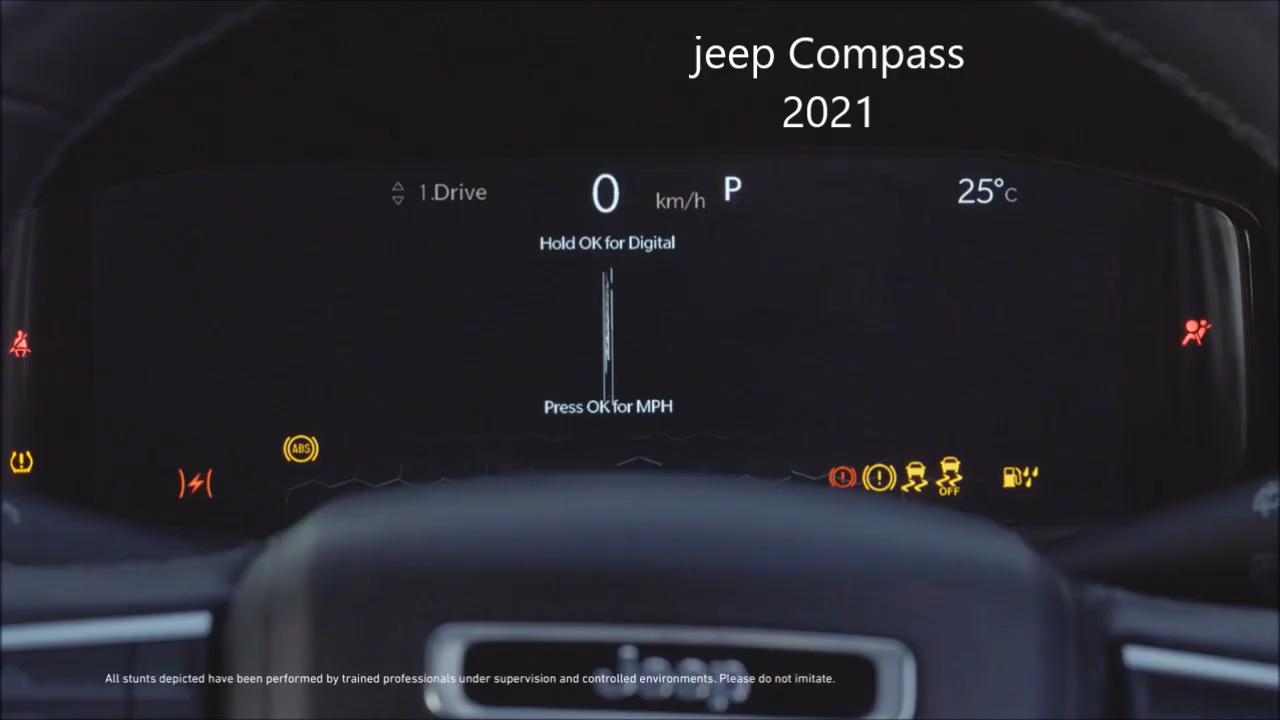 jeep Compass
2021
1.Drive 0 km/h P 25°C
Hold OK for Digital
Press OK for MPH
ABS
OFF
Jeep
All stunts depicted have been performed by trained professionals under supervision and controlled environments. Please do not imitate.